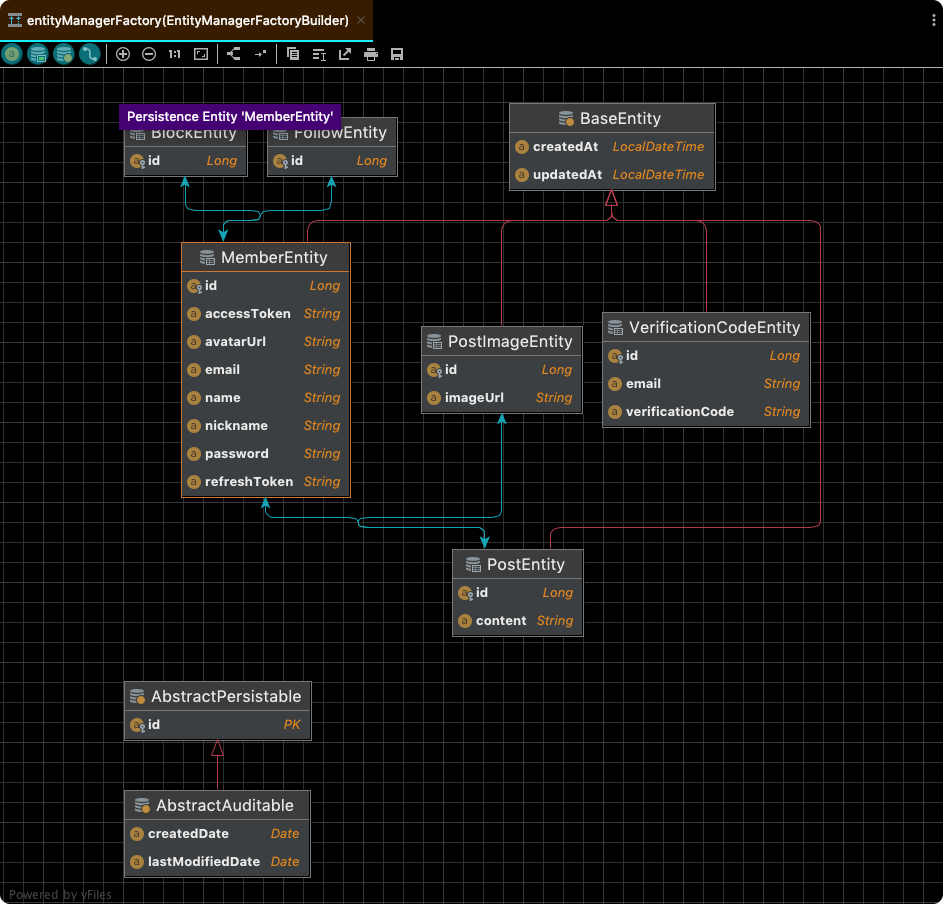 entityManagerFactory(EntityManagerFactoryBuilder)
1:1
Persistence Entity 'MemberEntity'
BlockEntity
id Long
FollowEntity
id Long
BaseEntity
createdAt LocalDateTime
updatedAt LocalDateTime
MemberEntity
id Long
accessToken String
avatarUrl String
email String
name String
nickname String
password String
refreshToken String
PostImageEntity
id Long
imageUrl String
VerificationCodeEntity
id Long
email String
verificationCode String
PostEntity
id Long
content String
AbstractPersistable
id PK
AbstractAuditable
createdDate Date
lastModifiedDate Date
Powered by yFiles